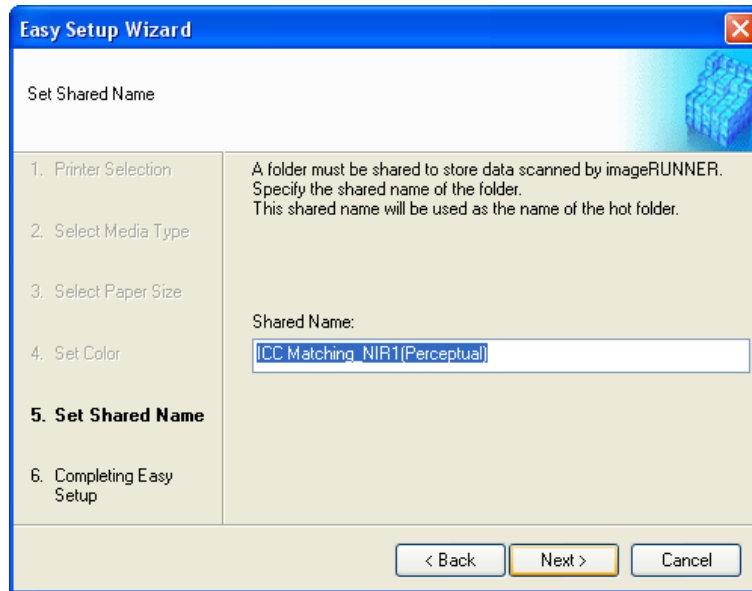 Easy Setup Wizard
Set Shared Name
1. Printer Selection
2. Select Media Type
3. Select Paper Size
4. Set Color
5. Set Shared Name
6. Completing Easy
Setup
A folder must be shared to store data scanned by imageRUNNER.
Specify the shared name of the folder.
This shared name will be used as the name of the hot folder.
Shared Name:
ICC Matching_NIR1(Perceptual)
< Back
Next >
Cancel